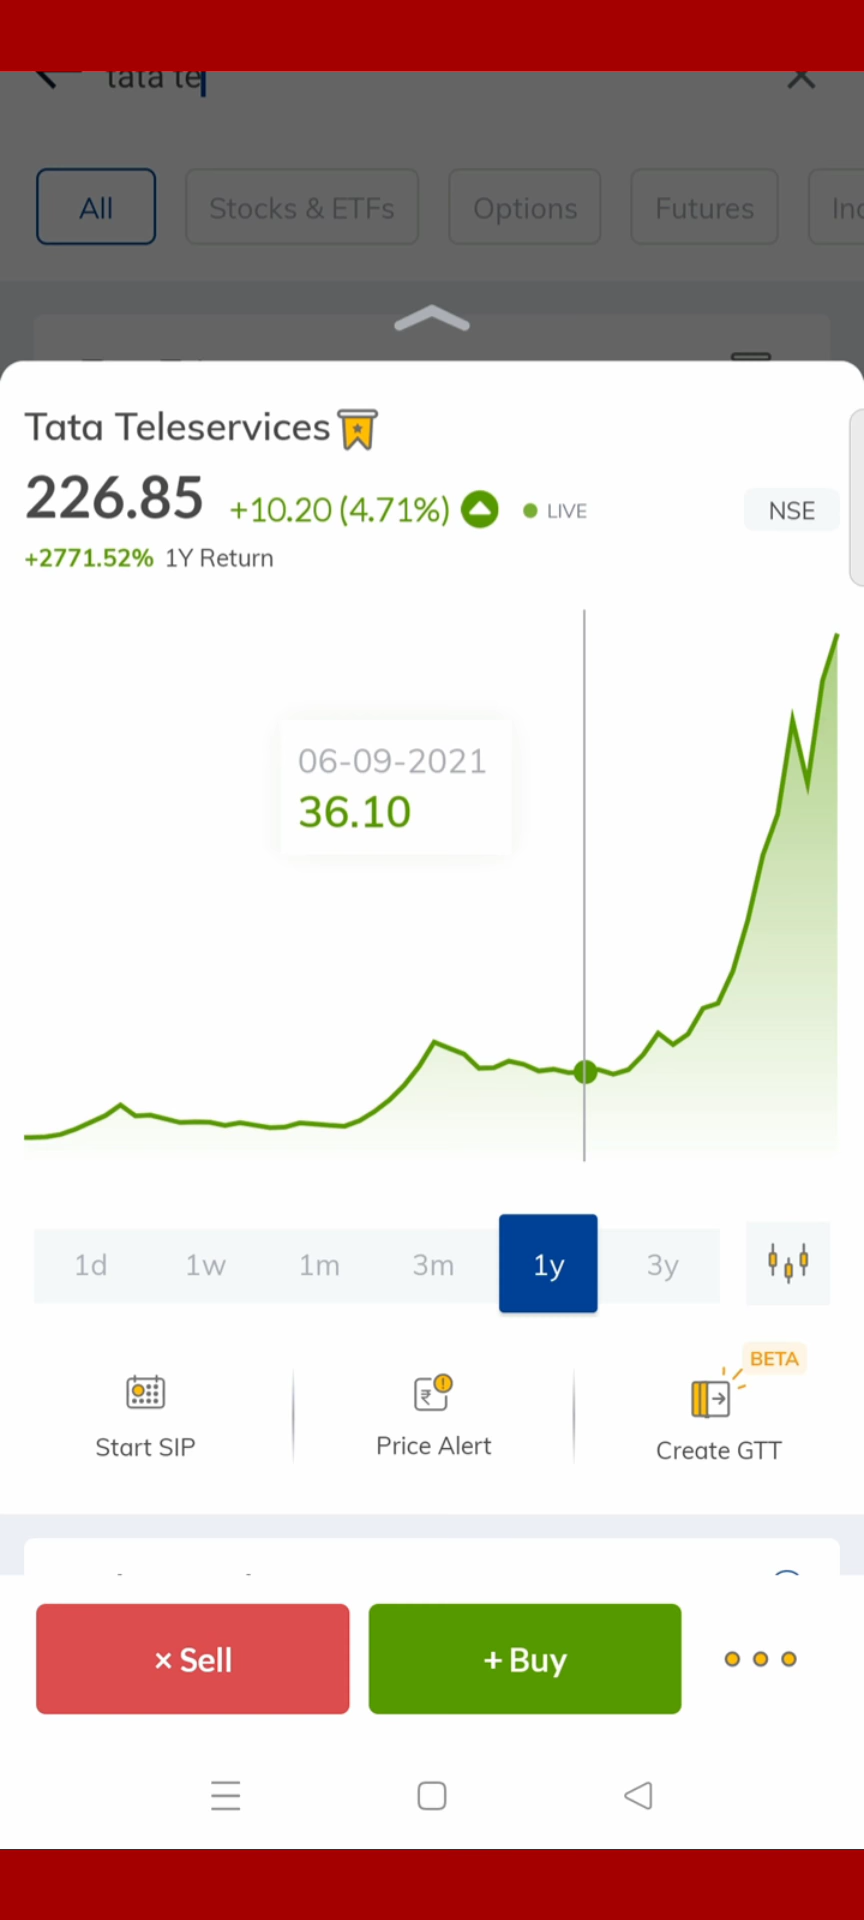 tata te
All Stocks & ETFs Options Futures
Tata Teleservices
226.85 +10.20 (4.71%) LIVE NSE
+2771.52% 1Y Return
06-09-2021
36.10
1d 1w 1m 3m 1y 3y
BETA
Start SIP Price Alert Create GTT
× Sell + Buy